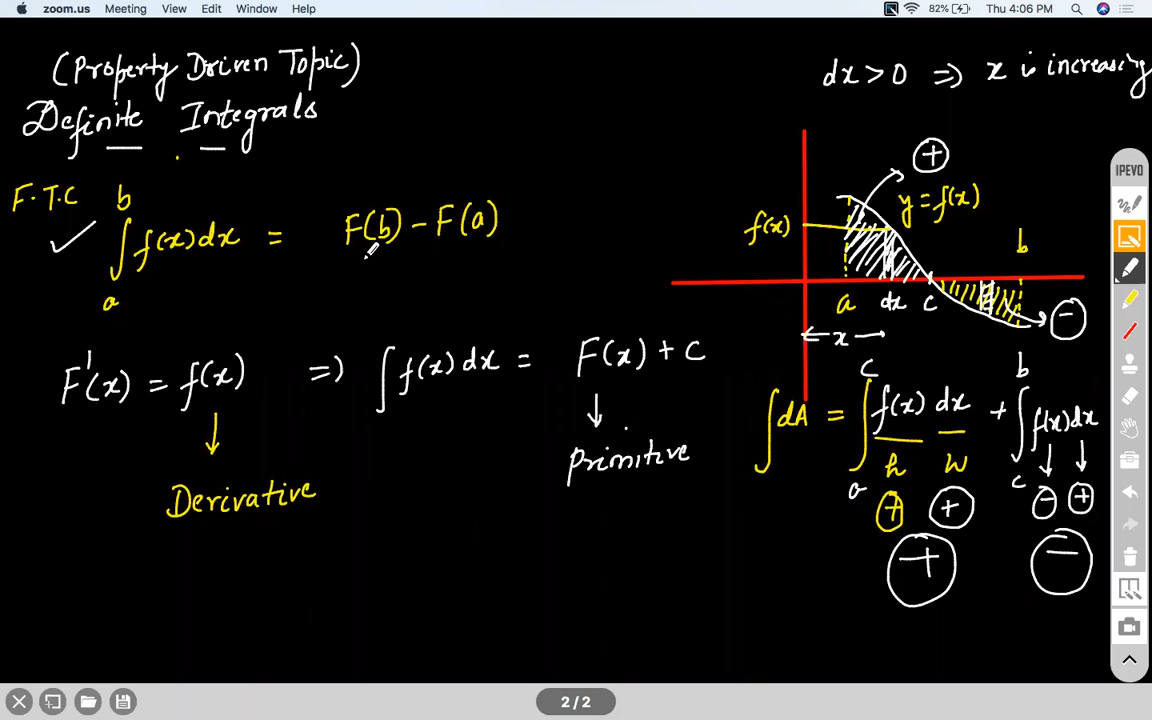 zoom.us Meeting View Edit Window Help
82% Thu 4:06 PM
(Property Driven Topic)
Definite Integrals
F.T.C
b
∫ f(x)dx = F(b) - F(a)
a
F'(x) = f(x) => ∫ f(x)dx = F(x) + c
Derivative
primitive
dx > 0 => x is increasing
+
y = f(x)
f(x)
b
a dx c
-
x
c b
∫dA = ∫ f(x) dx + ∫ f(x)dx
h w
a c
+ + - +
+ -
IPEVO
2/2